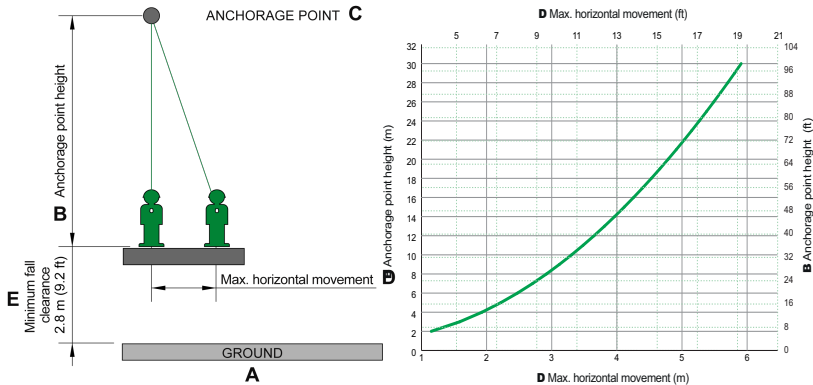 ANCHORAGE POINT C
Anchorage point height
B
Max. horizontal movement D
E
Minimum fall
clearance
2.8 m (9.2 ft)
GROUND
A
D Max. horizontal movement (ft)
5 7 9 11 13 15 17 19 21
32
30
28
26
24
22
20
18
16
14
12
10
8
6
4
2
0
B Anchorage point height (m)
104
96
88
80
72
64
56
48
40
32
24
16
8
0
B Anchorage point height (ft)
1 2 3 4 5 6
D Max. horizontal movement (m)